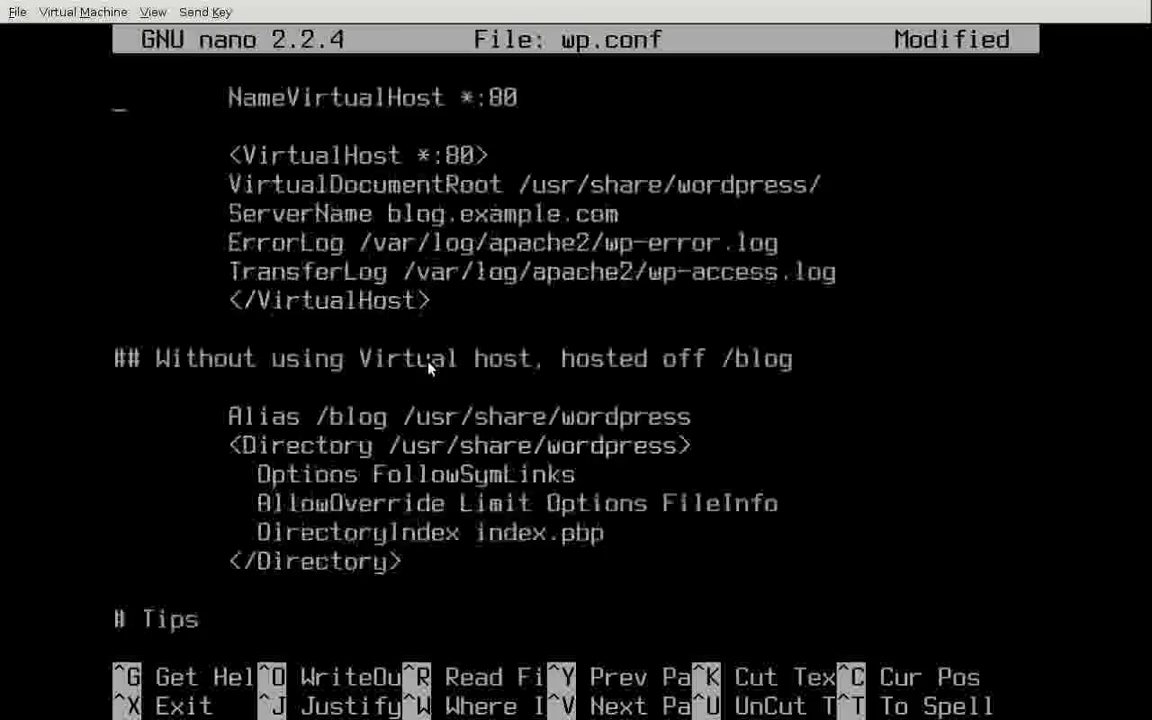 File Virtual Machine View Send Key
GNU nano 2.2.4 File: wp.conf Modified
NameVirtualHost *:80
<VirtualHost *:80>
VirtualDocumentRoot /usr/share/wordpress/
ServerName blog.example.com
ErrorLog /var/log/apache2/wp-error.log
TransferLog /var/log/apache2/wp-access.log
</VirtualHost>
## Without using Virtual host, hosted off /blog
Alias /blog /usr/share/wordpress
<Directory /usr/share/wordpress>
Options FollowSymLinks
AllowOverride Limit Options FileInfo
DirectoryIndex index.php
</Directory>
# Tips
^G Get Hel^O WriteOu^R Read Fi^Y Prev Pa^K Cut Tex^C Cur Pos
^X Exit ^J Justify^W Where I^V Next Pa^U UnCut T^T To Spell